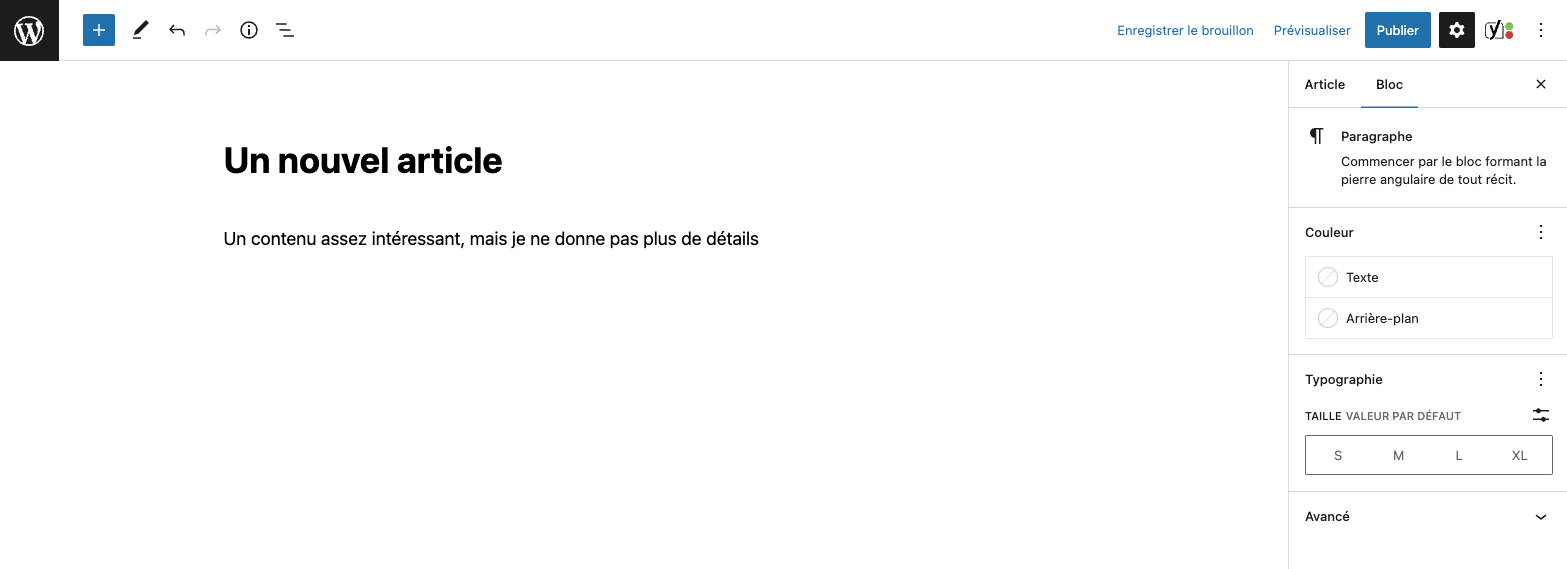 Enregistrer le brouillon
Prévisualiser
Publier
Article
Bloc
Un nouvel article
Un contenu assez intéressant, mais je ne donne pas plus de détails
Paragraphe
Commencer par le bloc formant la
pierre angulaire de tout récit.
Couleur
Texte
Arrière-plan
Typographie
TAILLE VALEUR PAR DÉFAUT
S M L XL
Avancé